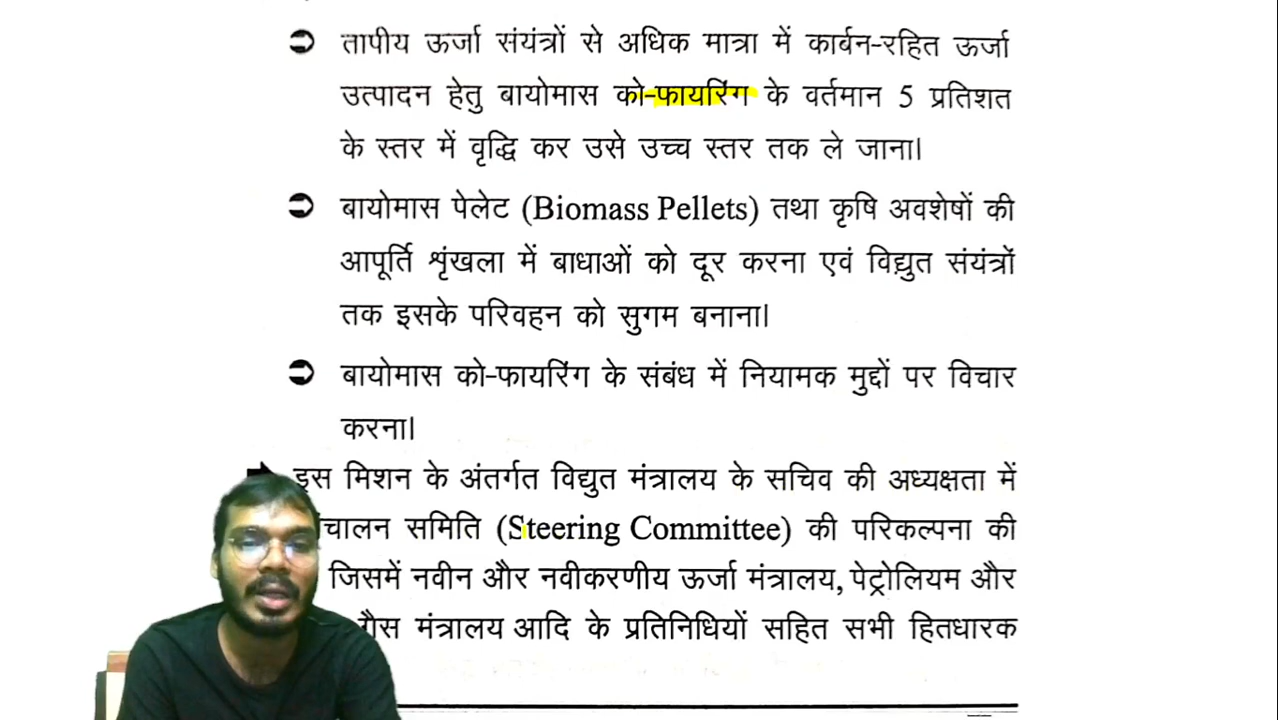 ➲ तापीय ऊर्जा संयंत्रों से अधिक मात्रा में कार्बन-रहित ऊर्जा
उत्पादन हेतु बायोमास को-फायरिंग के वर्तमान 5 प्रतिशत
के स्तर में वृद्धि कर उसे उच्च स्तर तक ले जाना।
➲ बायोमास पेलेट (Biomass Pellets) तथा कृषि अवशेषों की
आपूर्ति शृंखला में बाधाओं को दूर करना एवं विद्युत संयंत्रों
तक इसके परिवहन को सुगम बनाना।
➲ बायोमास को-फायरिंग के संबंध में नियामक मुद्दों पर विचार
करना।
इस मिशन के अंतर्गत विद्युत मंत्रालय के सचिव की अध्यक्षता में
समिति (Steering Committee) की परिकल्पना की
जिसमें नवीन और नवीकरणीय ऊर्जा मंत्रालय, पेट्रोलियम और
गैस मंत्रालय आदि के प्रतिनिधियों सहित सभी हितधारक